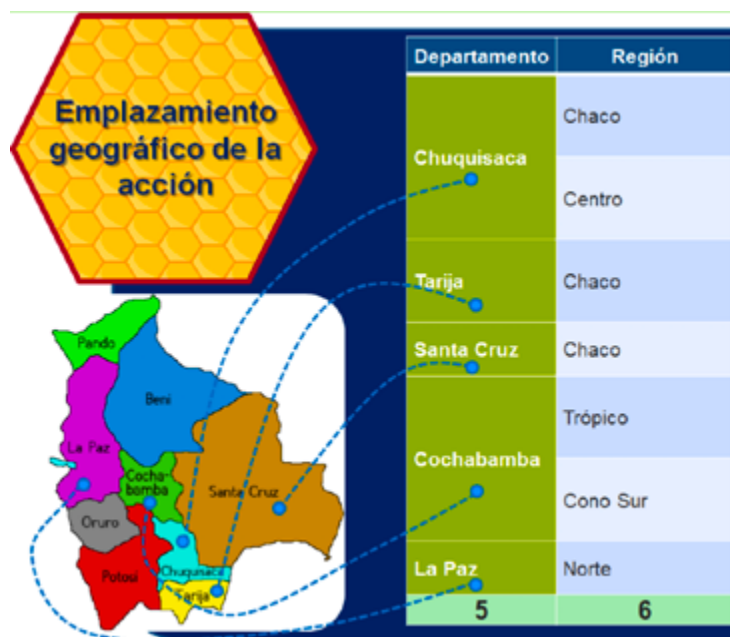 Emplazamiento
geográfico de la
acción
Departamento Región
Chuquisaca
Chaco
Centro
Tarija Chaco
Santa Cruz Chaco
Cochabamba
Trópico
Cono Sur
La Paz Norte
5 6
Pando
Beni
La Paz
Cocha-
bamba
Santa Cruz
Oruro
Potosí
Chuquisaca
Tarija